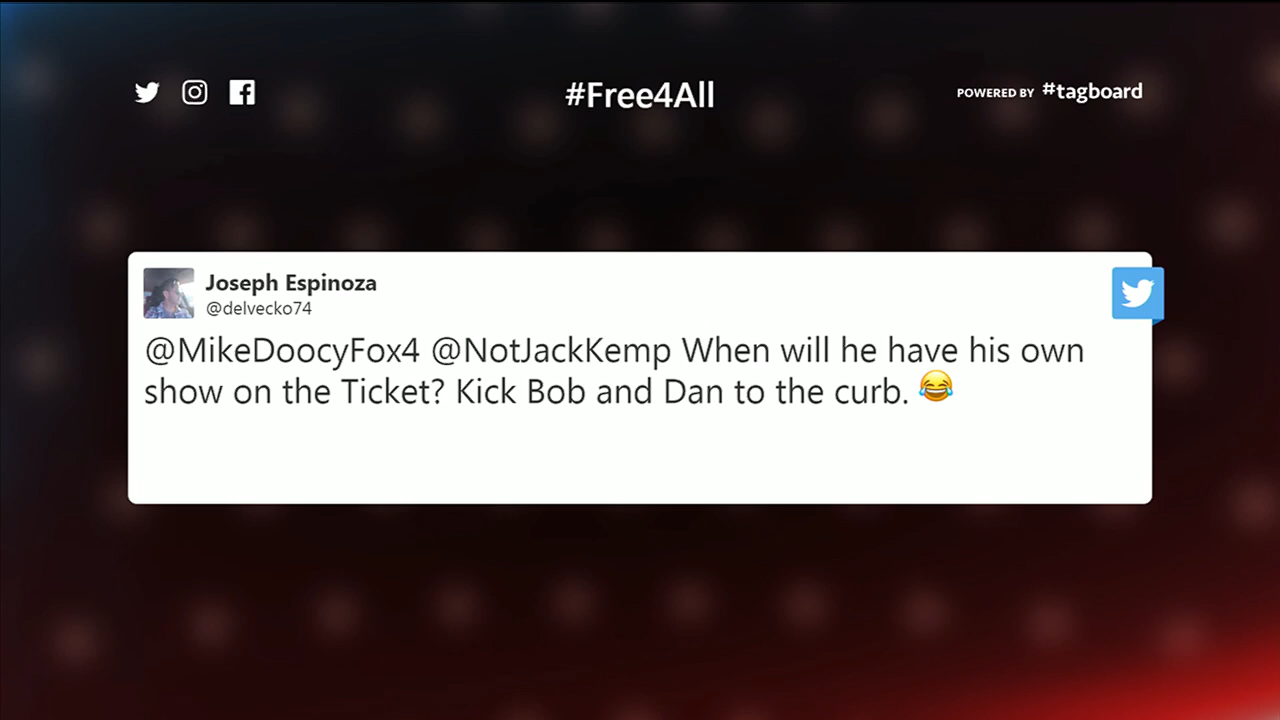 #Free4All
POWERED BY #tagboard
Joseph Espinoza
@delvecko74
@MikeDoocyFox4 @NotJackKemp When will he have his own
show on the Ticket? Kick Bob and Dan to the curb. 😂